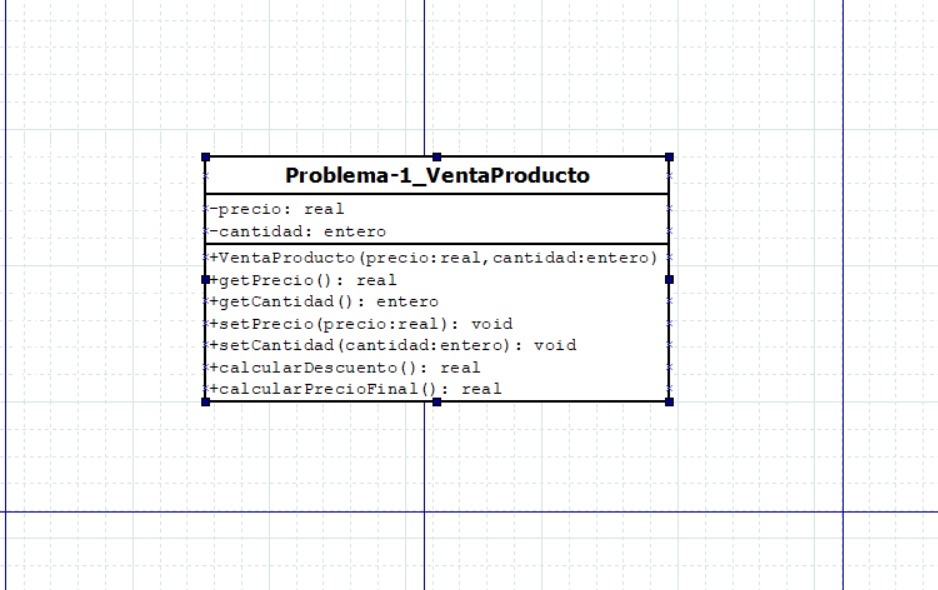 Problema-1_VentaProducto
-precio: real
-cantidad: entero
+VentaProducto(precio:real,cantidad:entero)
+getPrecio(): real
+getCantidad(): entero
+setPrecio(precio:real): void
+setCantidad(cantidad:entero): void
+calcularDescuento(): real
+calcularPrecioFinal(): real